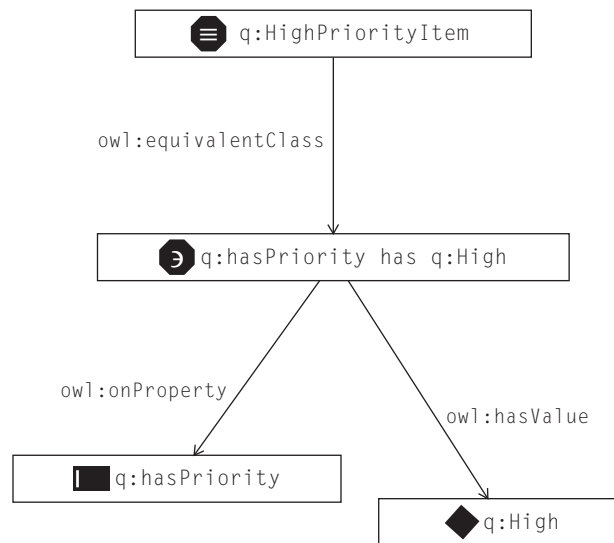 q:HighPriorityItem
owl:equivalentClass
q:hasPriority has q:High
owl:onProperty
owl:hasValue
q:hasPriority
q:High